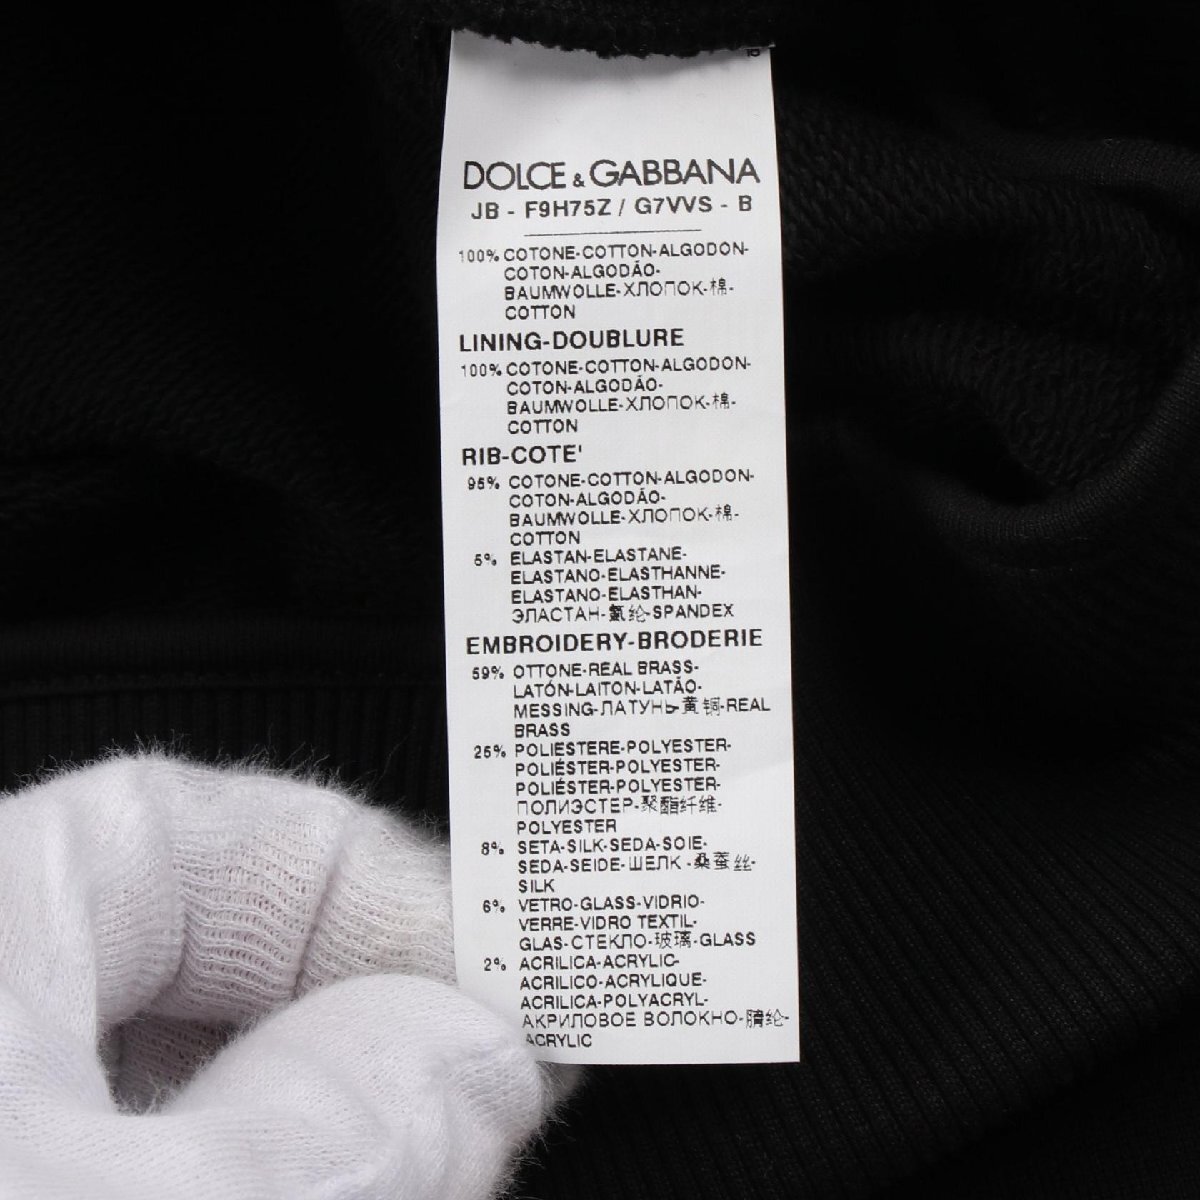 DOLCE & GABBANA
JB - F9H75Z / G7VVS - B
100% COTONE-COTTON-ALGODON-
COTON-ALGODÃO-
BAUMWOLLE-ХЛОПОК-棉-
COTTON
LINING-DOUBLURE
100% COTONE-COTTON-ALGODON-
COTON-ALGODÃO-
BAUMWOLLE-ХЛОПОК-棉-
COTTON
RIB-COTE'
95% COTONE-COTTON-ALGODON-
COTON-ALGODÃO-
BAUMWOLLE-ХЛОПОК-棉-
COTTON
5% ELASTAN-ELASTANE-
ELASTANO-ELASTHANNE-
ELASTANO-ELASTHAN-
ЭЛАСТАН-氨纶-SPANDEX
EMBROIDERY-BRODERIE
59% OTTONE-REAL BRASS-
LATÓN-LAITON-LATÃO-
MESSING-ЛАТУНЬ-黄铜-REAL
BRASS
25% POLIESTERE-POLYESTER-
POLIÉSTER-POLYESTER-
POLIÉSTER-POLYESTER-
ПОЛИЭСТЕР-聚酯纤维-
POLYESTER
8% SETA-SILK-SEDA-SOIE-
SEDA-SEIDE-ШЕЛК -桑蚕丝-
SILK
6% VETRO-GLASS-VIDRIO-
VERRE-VIDRO TEXTIL-
GLAS-СТЕКЛО-玻璃-GLASS
2% ACRILICA-ACRYLIC-
ACRILICO-ACRYLIQUE-
ACRILICA-POLYACRYL-
АКРИЛОВОЕ ВОЛОКНО-腈纶-
ACRYLIC